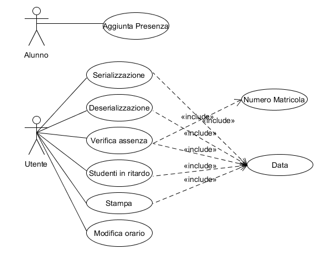 Aggiunta Presenza
Alunno
Serializzazione
Deserializzazione
«include»
Numero Matricola
«include»
Verifica assenza
«include»
Utente
«include»
Studenti in ritardo
«include»
Data
«include»
Stampa
Modifica orario